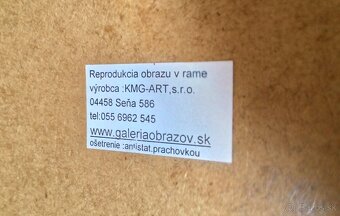 Reprodukcia obrazu v rame
výrobca :KMG-ART,s.r.o.
04458 Seňa 586
tel:055 6962 545
www.galeriaobrazov.sk
ošetrenie :antistat.prachovkou